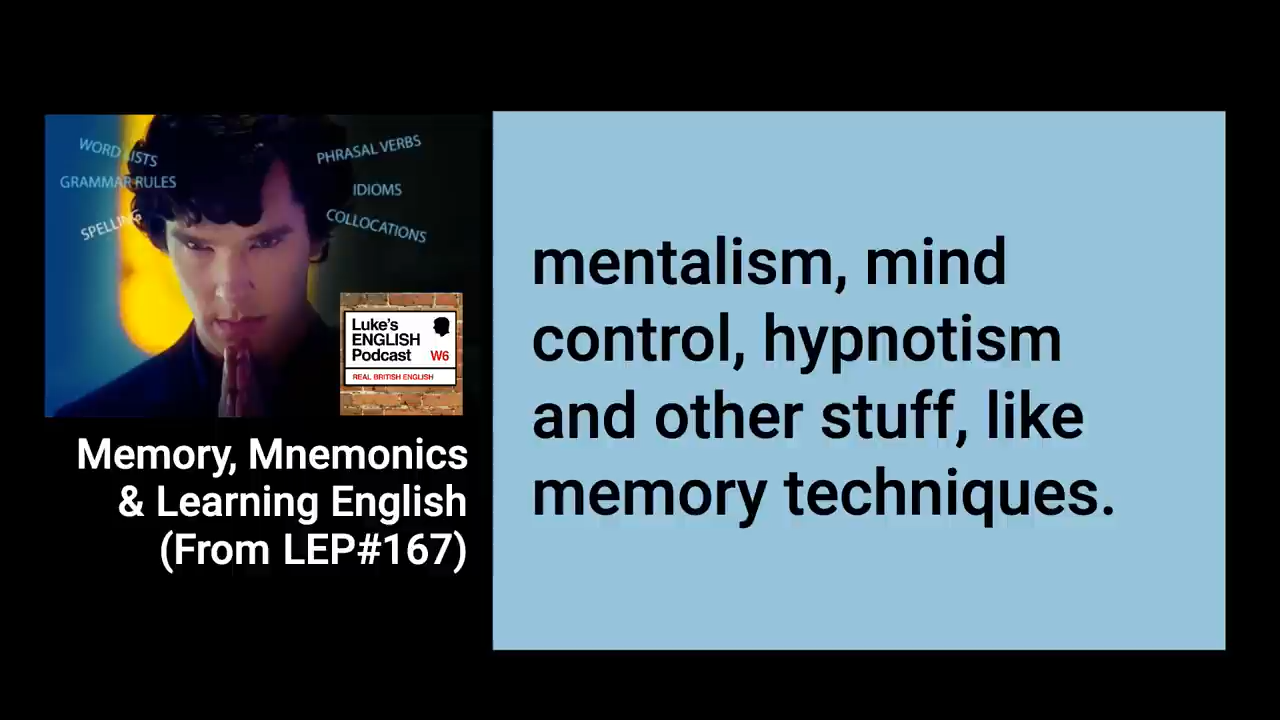 WORD LISTS
GRAMMAR RULES
SPELLING
PHRASAL VERBS
IDIOMS
COLLOCATIONS
Luke's
ENGLISH
Podcast W6
REAL BRITISH ENGLISH
Memory, Mnemonics
& Learning English
(From LEP#167)
mentalism, mind
control, hypnotism
and other stuff, like
memory techniques.